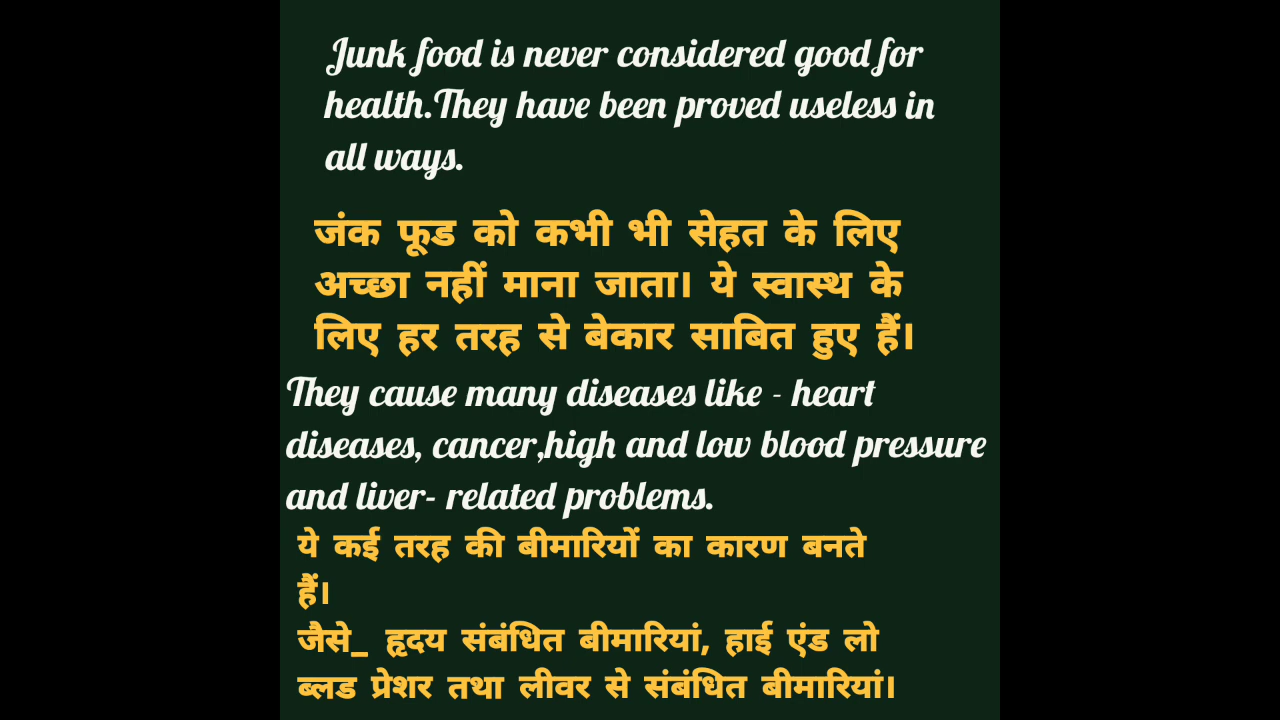 Junk food is never considered good for
health.They have been proved useless in
all ways.
जंक फूड को कभी भी सेहत के लिए
अच्छा नहीं माना जाता। ये स्वास्थ के
लिए हर तरह से बेकार साबित हुए हैं।
They cause many diseases like - heart
diseases, cancer,high and low blood pressure
and liver- related problems.
ये कई तरह की बीमारियों का कारण बनते
हैं।
जैसे_ हृदय संबंधित बीमारियां, हाई एंड लो
ब्लड प्रेशर तथा लीवर से संबंधित बीमारियां।